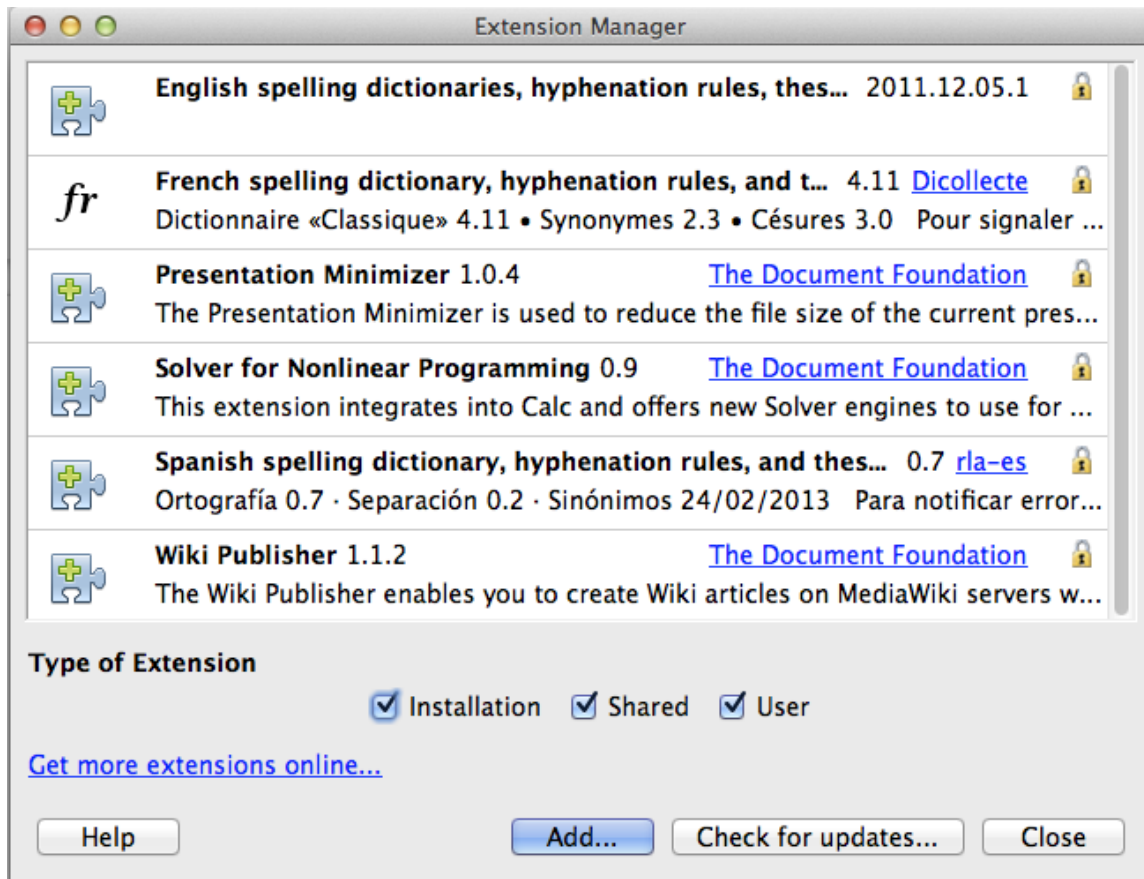 Extension Manager
English spelling dictionaries, hyphenation rules, thes... 2011.12.05.1
fr
French spelling dictionary, hyphenation rules, and t... 4.11 Dicollecte
Dictionnaire «Classique» 4.11 • Synonymes 2.3 • Césures 3.0 Pour signaler ...
Presentation Minimizer 1.0.4 The Document Foundation
The Presentation Minimizer is used to reduce the file size of the current pres...
Solver for Nonlinear Programming 0.9 The Document Foundation
This extension integrates into Calc and offers new Solver engines to use for ...
Spanish spelling dictionary, hyphenation rules, and thes... 0.7 rla-es
Ortografía 0.7 · Separación 0.2 · Sinónimos 24/02/2013 Para notificar error...
Wiki Publisher 1.1.2 The Document Foundation
The Wiki Publisher enables you to create Wiki articles on MediaWiki servers w...
Type of Extension
Installation Shared User
Get more extensions online...
Help Add... Check for updates... Close